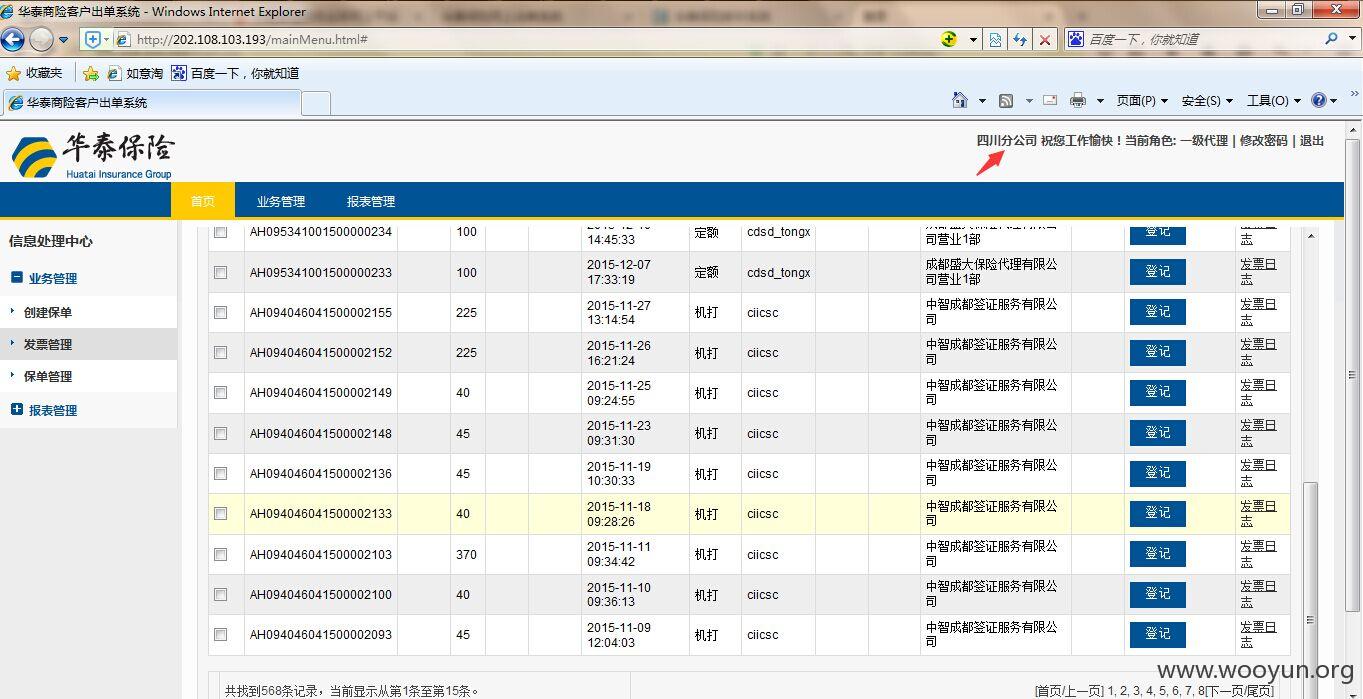 华泰商险客户出单系统 - Windows Internet Explorer
http://202.108.103.193/mainMenu.html#
百度一下，你就知道
收藏夹 如意淘 百度一下，你就知道
华泰商险客户出单系统
页面(P) 安全(S) 工具(O)
华泰保险
Huatai Insurance Group
四川分公司 祝您工作愉快！当前角色: 一级代理 | 修改密码 | 退出
首页 业务管理 报表管理
信息处理中心
业务管理
创建保单
发票管理
保单管理
报表管理
AH095341001500000234 100 14:45:33 定额 cdsd_tongx 司营业1部 登记 志
AH095341001500000233 100 2015-12-07 17:33:19 定额 cdsd_tongx 成都盛大保险代理有限公司营业1部 登记 发票日志
AH094046041500002155 225 2015-11-27 13:14:54 机打 ciicsc 中智成都签证服务有限公司 登记 发票日志
AH094046041500002152 225 2015-11-26 16:21:24 机打 ciicsc 中智成都签证服务有限公司 登记 发票日志
AH094046041500002149 40 2015-11-25 09:24:55 机打 ciicsc 中智成都签证服务有限公司 登记 发票日志
AH094046041500002148 45 2015-11-23 09:31:30 机打 ciicsc 中智成都签证服务有限公司 登记 发票日志
AH094046041500002136 45 2015-11-19 10:30:33 机打 ciicsc 中智成都签证服务有限公司 登记 发票日志
AH094046041500002133 40 2015-11-18 09:28:26 机打 ciicsc 中智成都签证服务有限公司 登记 发票日志
AH094046041500002103 370 2015-11-11 09:34:42 机打 ciicsc 中智成都签证服务有限公司 登记 发票日志
AH094046041500002100 40 2015-11-10 09:36:13 机打 ciicsc 中智成都签证服务有限公司 登记 发票日志
AH094046041500002093 45 2015-11-09 12:04:03 机打 ciicsc 中智成都签证服务有限公司 登记 发票日志
共找到568条记录，当前显示从第1条至第15条。
[首页/上一页] 1, 2, 3, 4, 5, 6, 7, 8[下一页/尾页]
www.wooyun.org